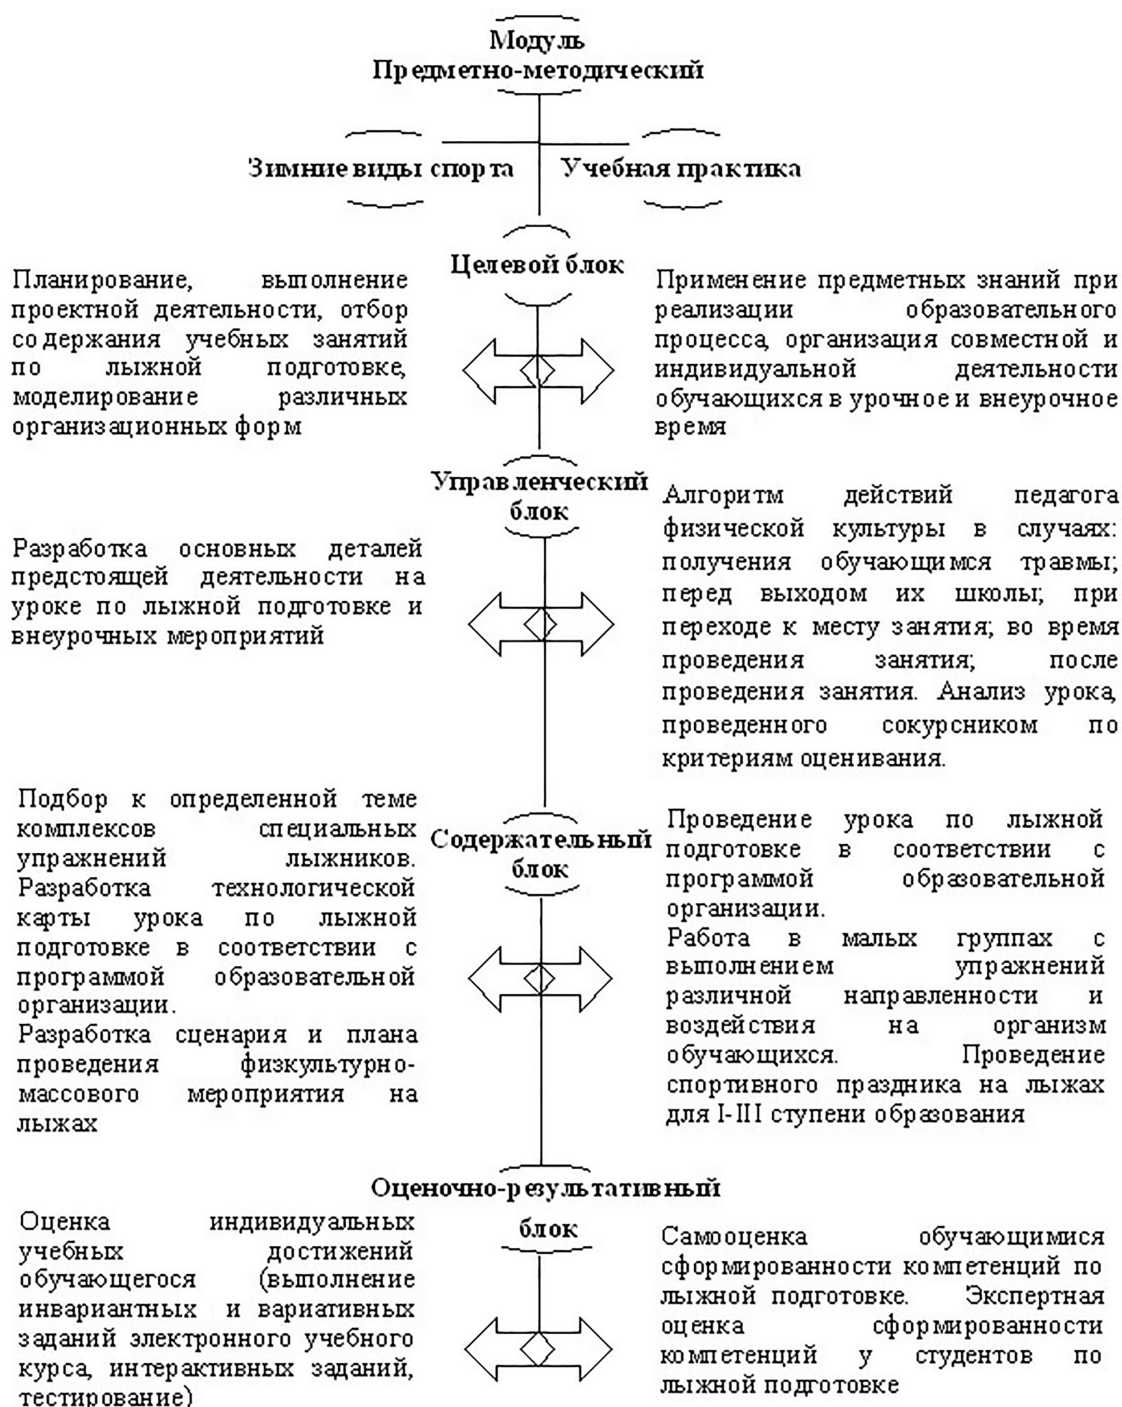 Модуль
Предметно-методический
Зимние виды спорта
Учебная практика
Целевой блок
Планирование, выполнение
проектной деятельности, отбор
содержания учебных занятий
по лыжной подготовке,
моделирование различных
организационных форм
Применение предметных знаний при
реализации образовательного
процесса, организация совместной и
индивидуальной деятельности
обучающихся в урочное и внеурочное
время
Управленческий
блок
Разработка основных деталей
предстоящей деятельности на
уроке по лыжной подготовке и
внеурочных мероприятий
Алгоритм действий педагога
физической культуры в случаях:
получения обучающимся травмы;
перед выходом их школы; при
переходе к месту занятия; во время
проведения занятия; после
проведения занятия. Анализ урока,
проведенного сокурсником по
критериям оценивания.
Содержательный
блок
Подбор к определенной теме
комплексов специальных
упражнений лыжников.
Разработка технологической
карты урока по лыжной
подготовке в соответствии с
программой образовательной
организации.
Разработка сценария и плана
проведения физкультурно-
массового мероприятия на
лыжах
Проведение урока по лыжной
подготовке в соответствии с
программой образовательной
организации.
Работа в малых группах с
выполнением упражнений
различной направленности и
воздействия на организм
обучающихся. Проведение
спортивного праздника на лыжах
для I-III ступени образования
Оценочно-результативный
блок
Оценка индивидуальных
учебных достижений
обучающегося (выполнение
инвариантных и вариативных
заданий электронного учебного
курса, интерактивных заданий,
тестирование)
Самооценка обучающимися
сформированности компетенций по
лыжной подготовке. Экспертная
оценка сформированности
компетенций у студентов по
лыжной подготовке